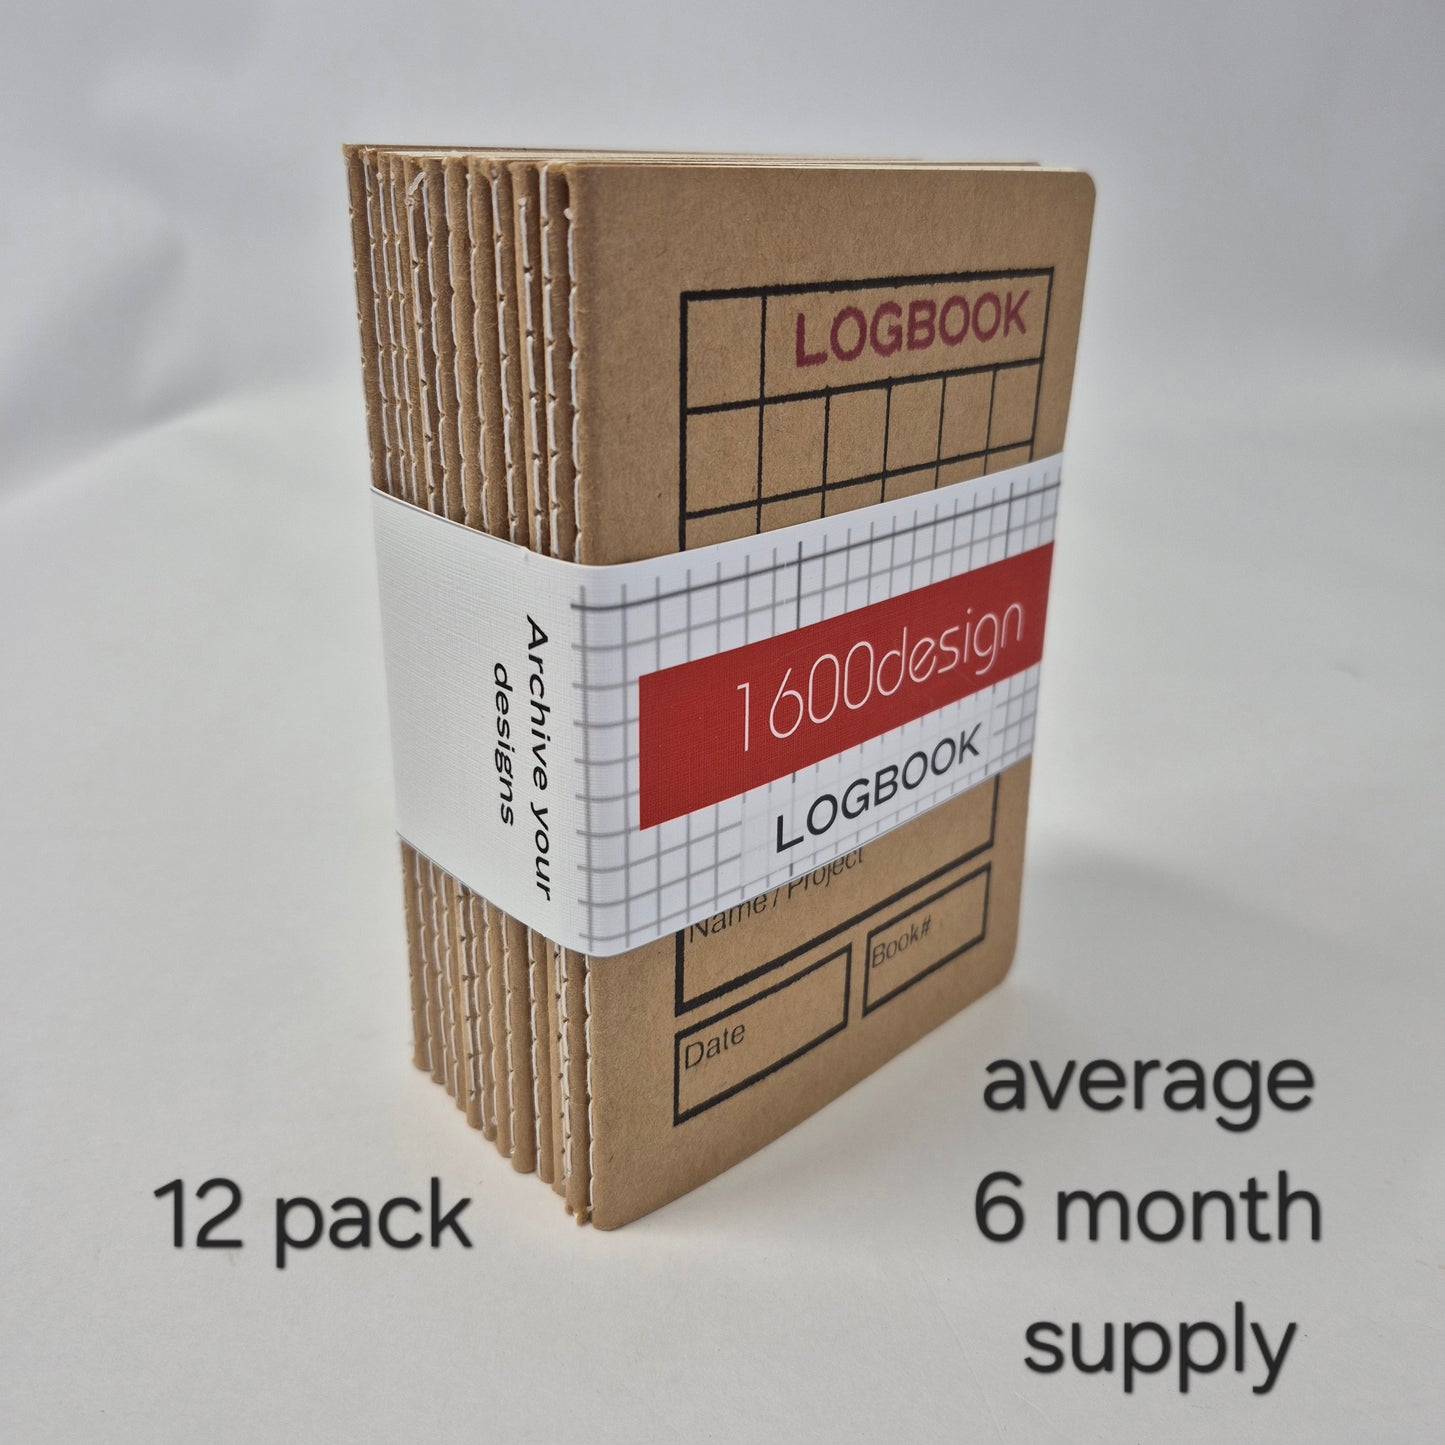 LOGBOOK
1600design
LOGBOOK
Archive your
designs
Name / Project
Date
Book#
12 pack
average
6 month
supply